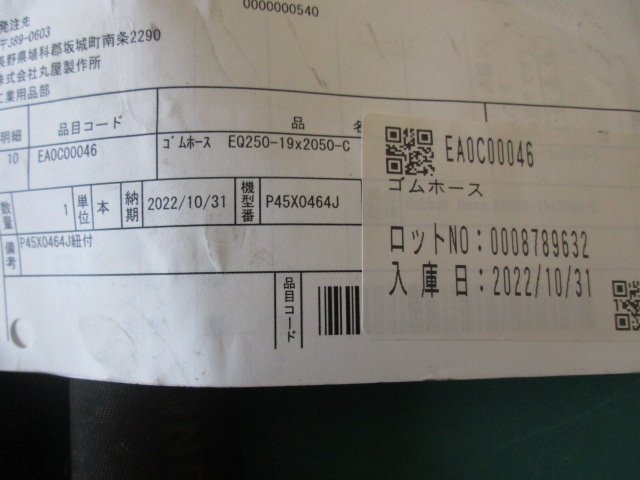 0000000540
発注先
〒389-0603
長野県埴科郡坂城町南条2290
株式会社丸屋製作所
工業用品部
明細 品目コード 品 名
10 EA0C00046 ｺﾞﾑﾎｰｽ EQ250-19x2050-C
数量 1 単位 本 納期 2022/10/31 機型番 P45X0464J
備考 P45X0464J紐付
品目コード
EA0C00046
ゴムホース
ロットNO：0008789632
入庫日：2022/10/31